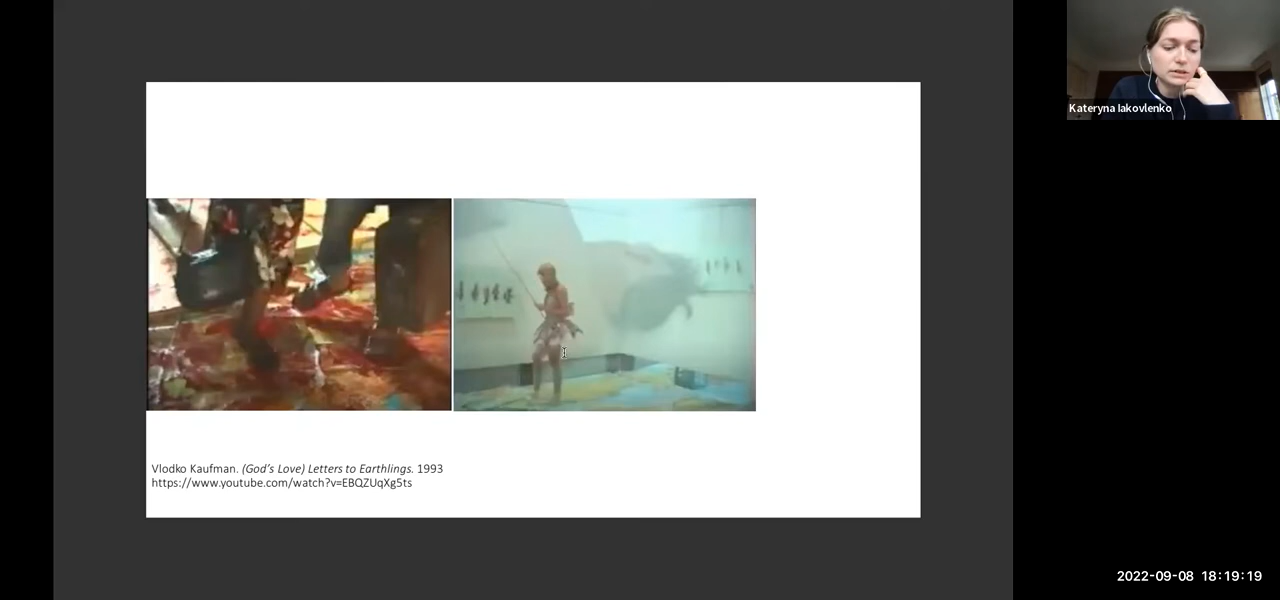 Kateryna Iakovlenko
Vlodko Kaufman. (God's Love) Letters to Earthlings. 1993
https://www.youtube.com/watch?v=EBQZUqXg5ts
2022-09-08 18:19:19